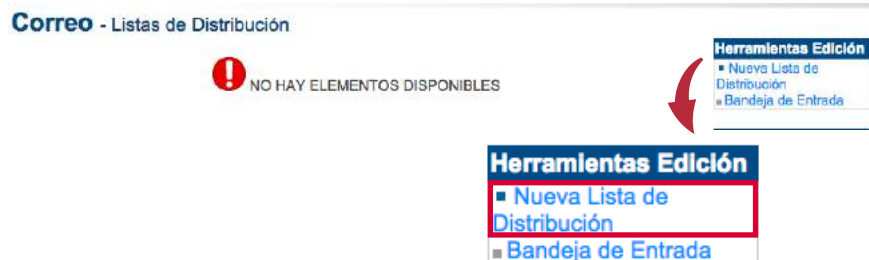 Correo - Listas de Distribución
NO HAY ELEMENTOS DISPONIBLES
Herramientas Edición
Nueva Lista de
Distribución
Bandeja de Entrada
Herramientas Edición
Nueva Lista de
Distribución
Bandeja de Entrada